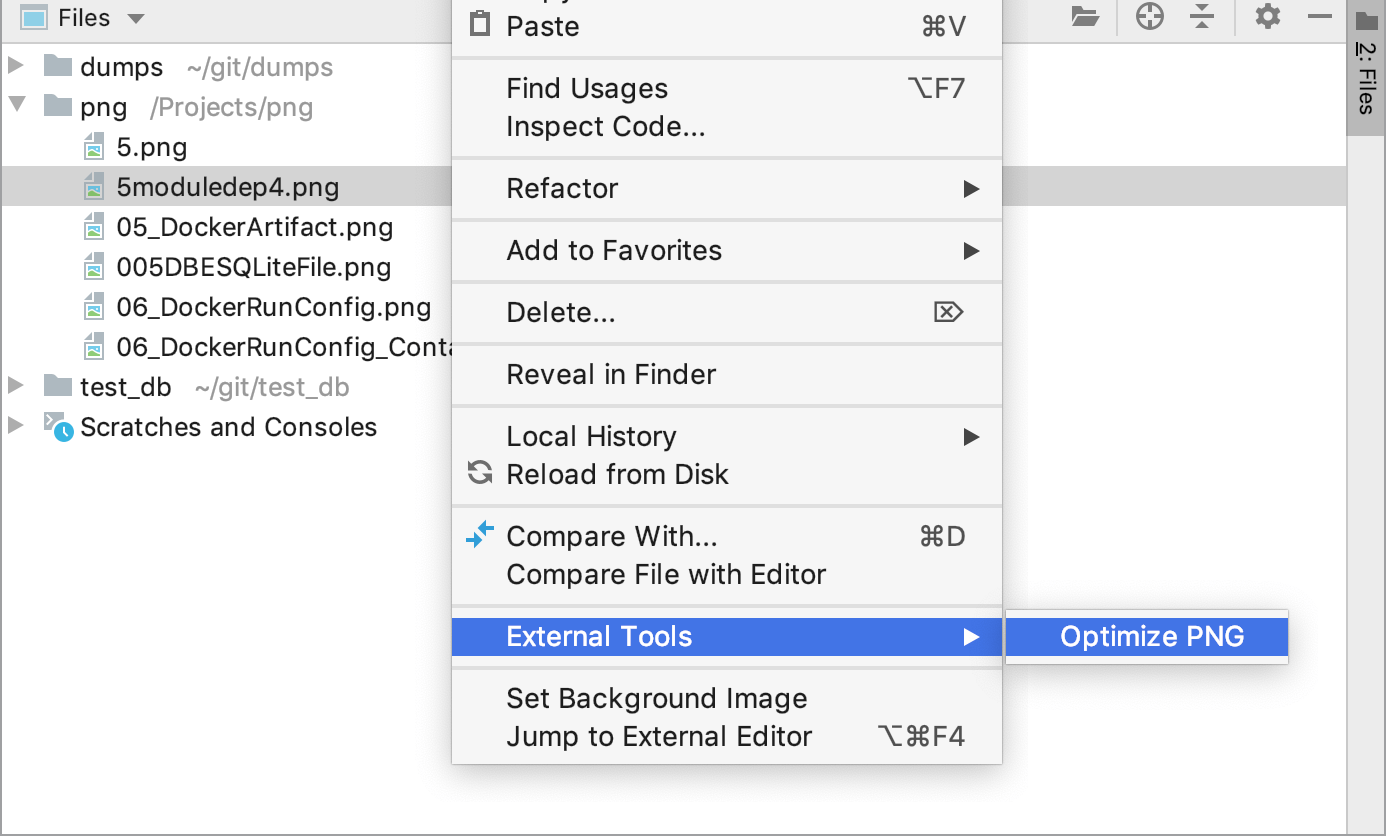 Files
dumps ~/git/dumps
png /Projects/png
5.png
5moduledep4.png
05_DockerArtifact.png
005DBESQLiteFile.png
06_DockerRunConfig.png
06_DockerRunConfig_Conta
test_db ~/git/test_db
Scratches and Consoles
Paste ⌘V
Find Usages ⌥F7
Inspect Code...
Refactor
Add to Favorites
Delete... ⌦
Reveal in Finder
Local History
Reload from Disk
Compare With... ⌘D
Compare File with Editor
External Tools
Optimize PNG
Set Background Image
Jump to External Editor ⌥⌘F4
2: Files